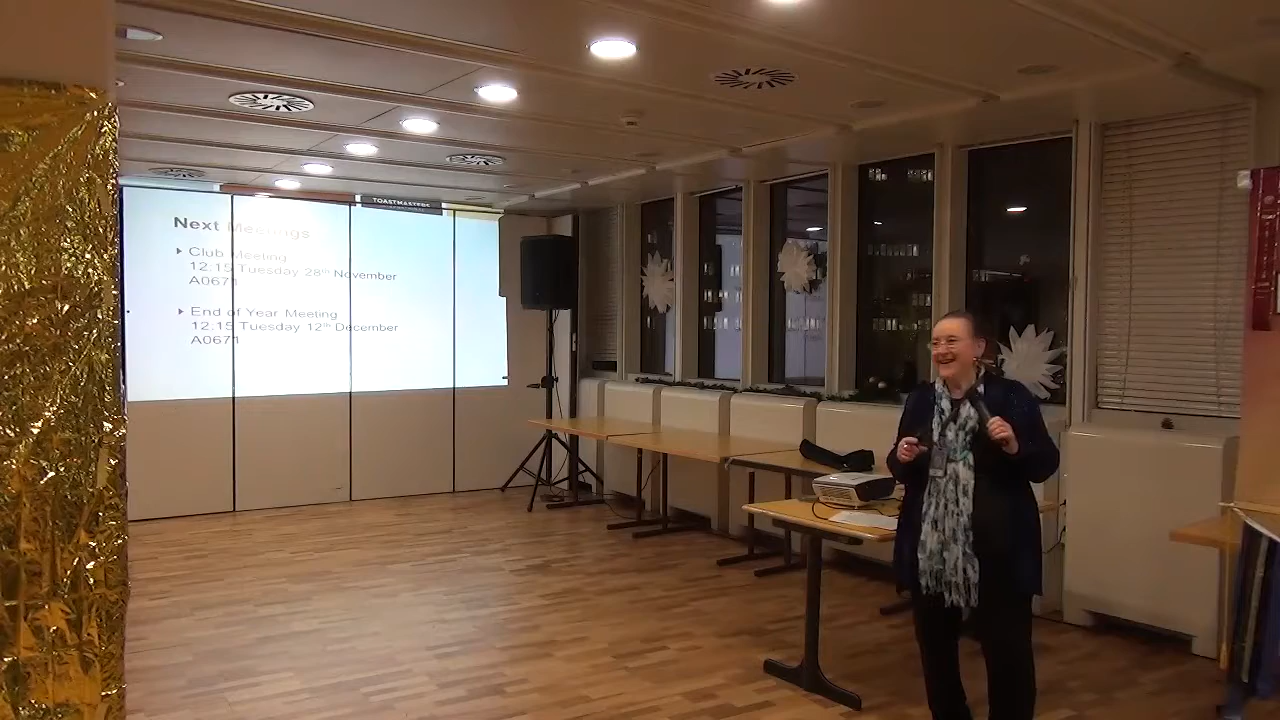 TOASTMASTERS
Next Meetings
Club Meeting
12:15 Tuesday 28th November
A0671
End of Year Meeting
12:15 Tuesday 12th December
A0671